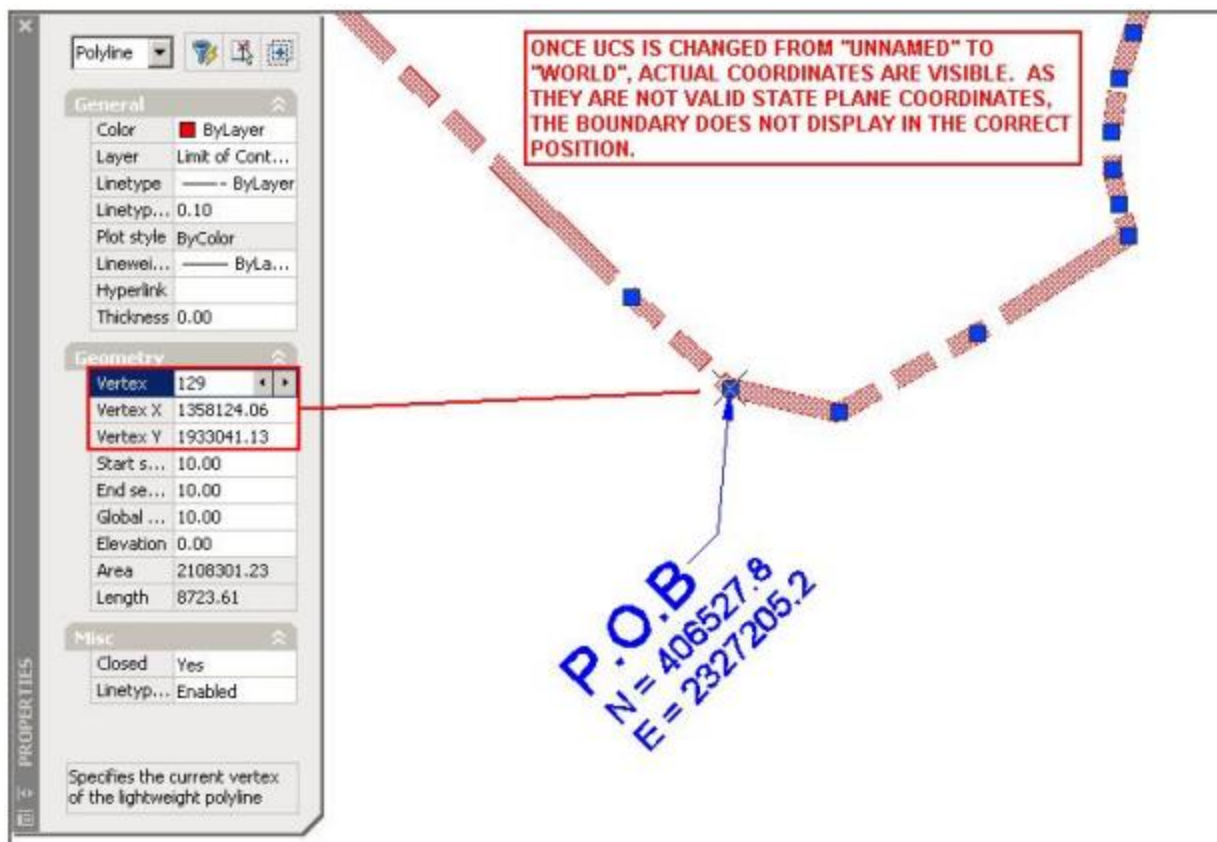 Polyline
General
Color ByLayer
Layer Limit of Cont...
Linetype ByLayer
Linetyp... 0.10
Plot style ByColor
Linewei... ByLa...
Hyperlink
Thickness 0.00
Geometry
Vertex 129
Vertex X 1358124.06
Vertex Y 1933041.13
Start s... 10.00
End se... 10.00
Global ... 10.00
Elevation 0.00
Area 2108301.23
Length 8723.61
Misc
Closed Yes
Linetyp... Enabled
PROPERTIES
Specifies the current vertex
of the lightweight polyline
ONCE UCS IS CHANGED FROM "UNNAMED" TO
"WORLD", ACTUAL COORDINATES ARE VISIBLE. AS
THEY ARE NOT VALID STATE PLANE COORDINATES,
THE BOUNDARY DOES NOT DISPLAY IN THE CORRECT
POSITION.
P.O.B
N = 406527.8
E = 2327205.2